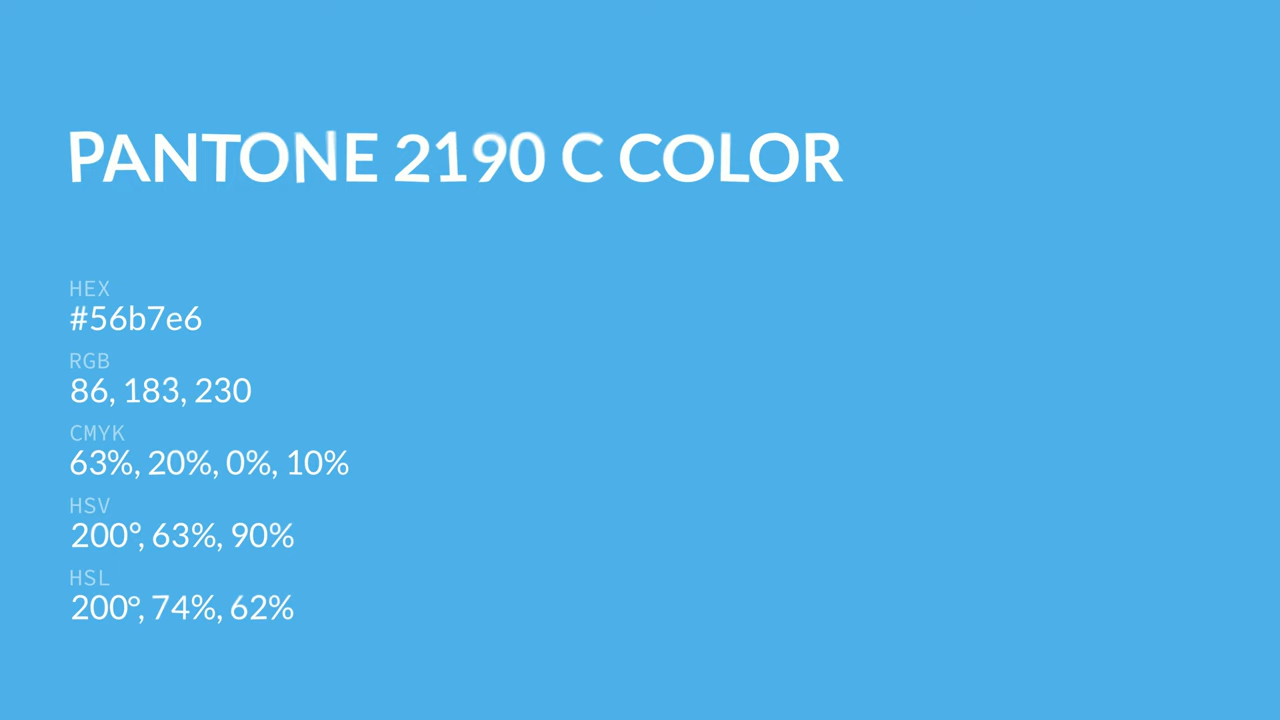 PANTONE 2190 C COLOR
HEX
#56b7e6
RGB
86, 183, 230
CMYK
63%, 20%, 0%, 10%
HSV
200°, 63%, 90%
HSL
200°, 74%, 62%